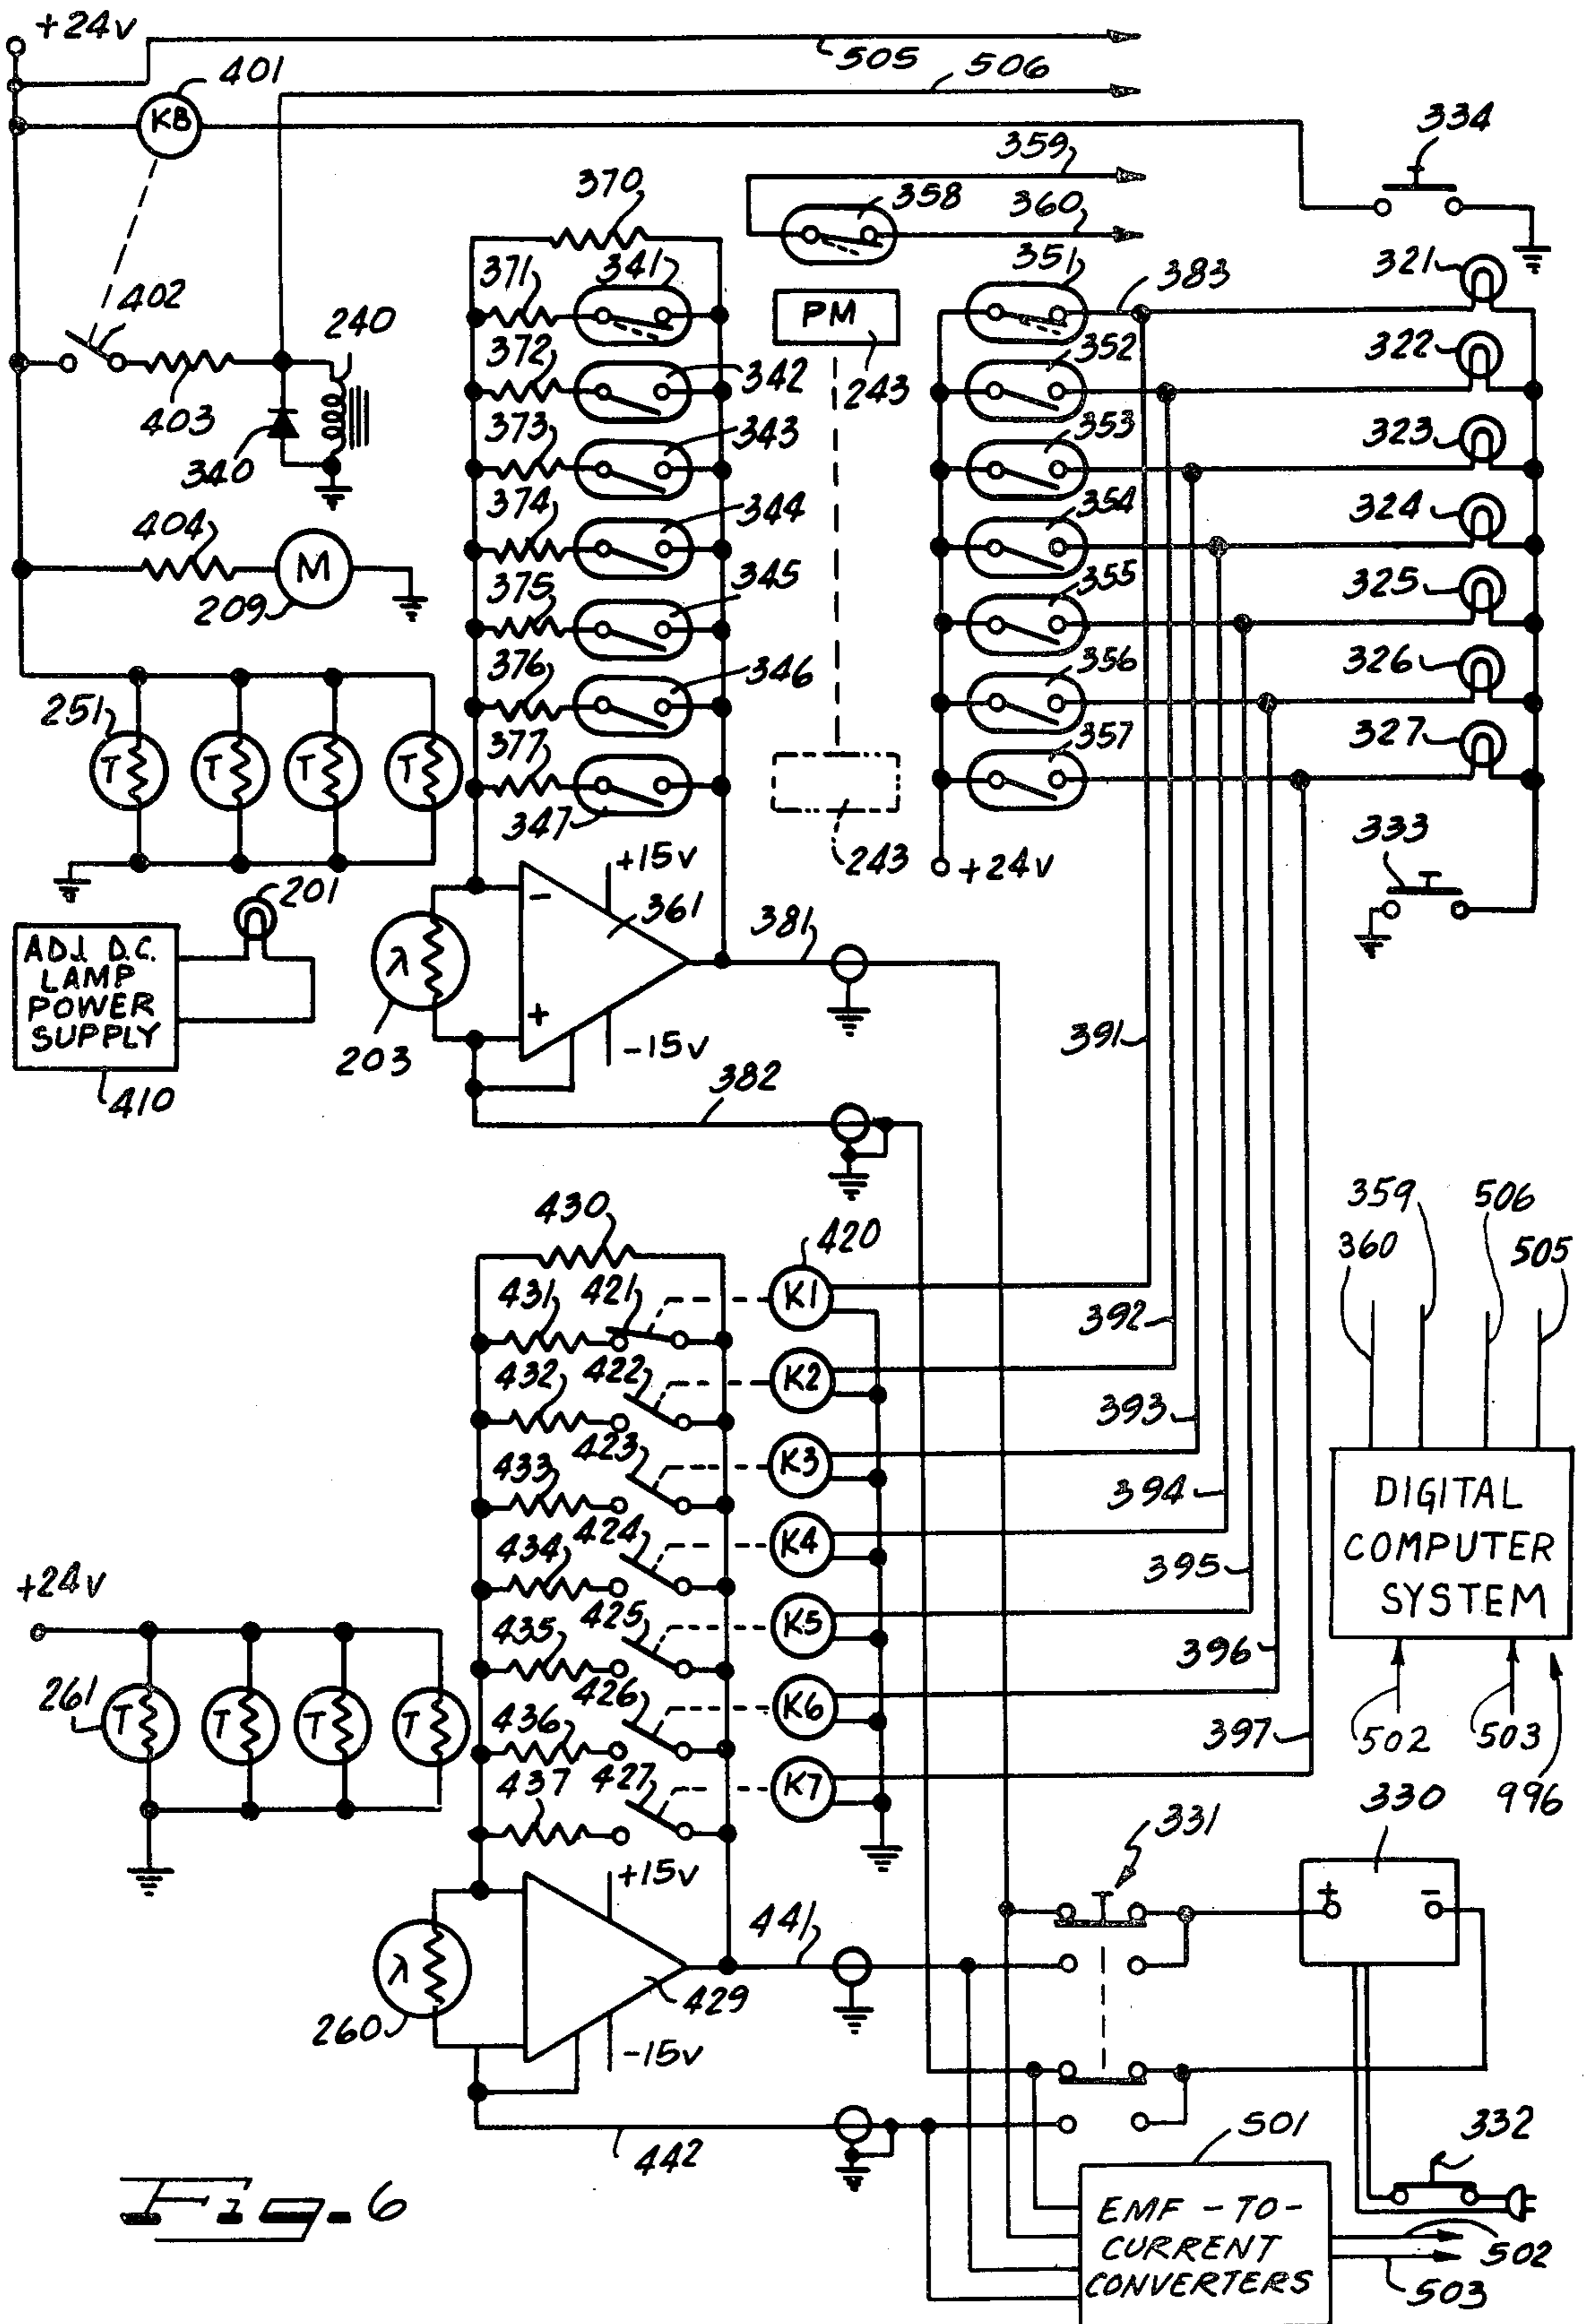 +24v
505
401
506
KB
334
359
370
358
360
371
341
351
383
321
402
PM
240
372
342
352
322
243
403
373
343
353
323
340
374
344
354
324
404
M
375
345
355
325
209
376
346
356
326
251
T
T
T
T
377
357
327
347
333
243
+24v
+15v
201
-
361
381
ADJ. D.C.
LAMP
POWER
SUPPLY
λ
+
391
203
-15v
382
410
359
506
430
420
360
505
431
421
K1
392
432
422
K2
393
423
433
K3
394
DIGITAL
COMPUTER
SYSTEM
424
434
K4
395
+24v
425
435
K5
396
261
T
T
T
T
426
436
K6
397
502
503
437
427
K7
330
996
331
+15v
+
-
441
λ
429
260
-15v
501
332
442
Fig. 6
EMF-TO-
CURRENT
CONVERTERS
502
503